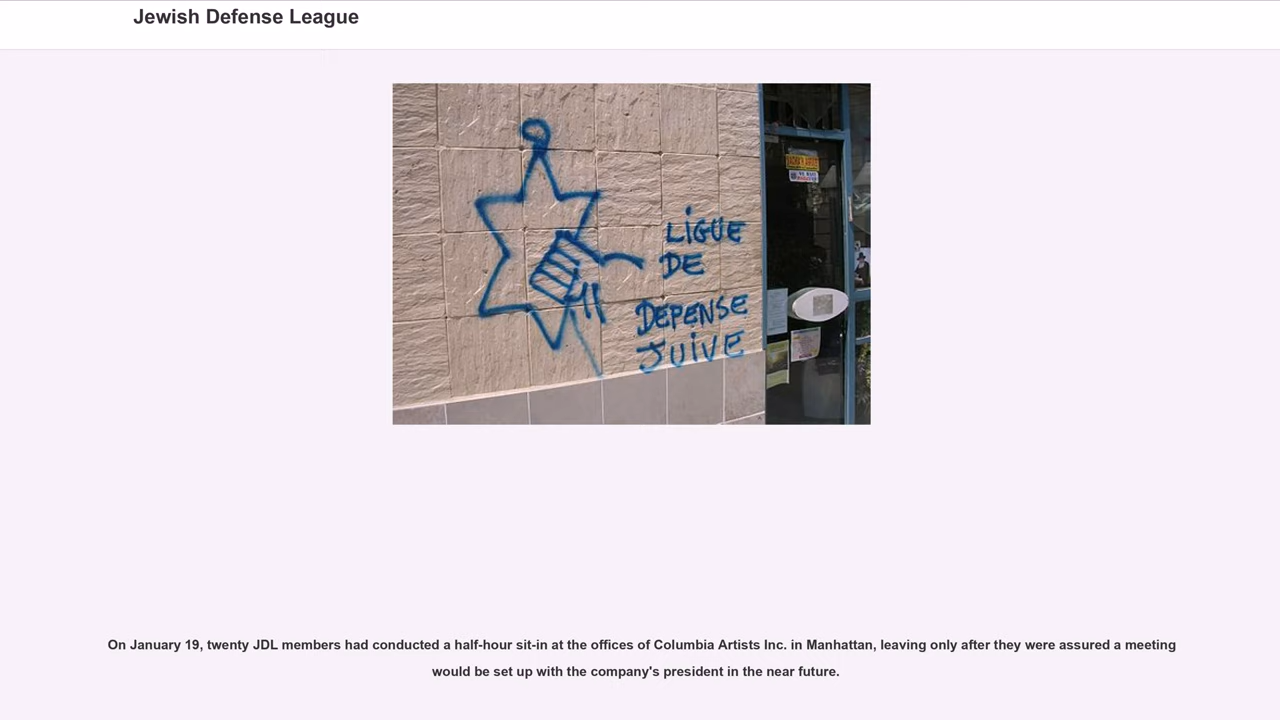 Jewish Defense League
LIGUE
DE
DEFENSE
JUIVE
On January 19, twenty JDL members had conducted a half-hour sit-in at the offices of Columbia Artists Inc. in Manhattan, leaving only after they were assured a meeting
would be set up with the company's president in the near future.